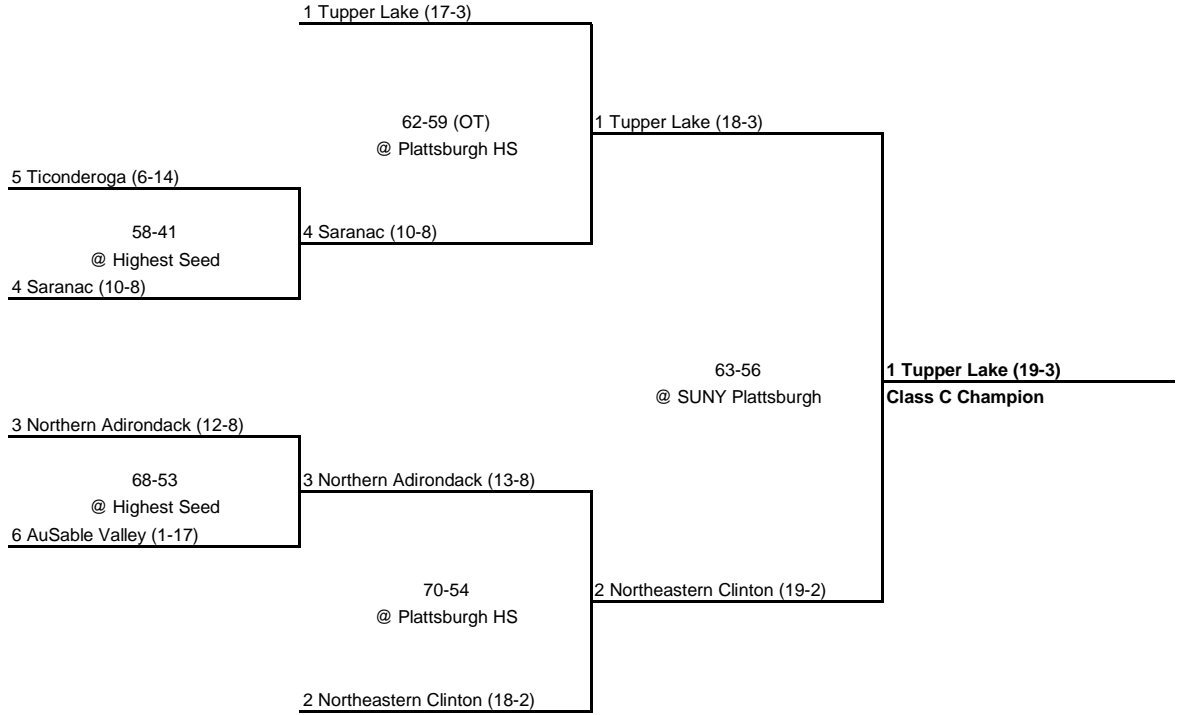 1 Tupper Lake (17-3)
62-59 (OT)
@ Plattsburgh HS
1 Tupper Lake (18-3)
5 Ticonderoga (6-14)
58-41
@ Highest Seed
4 Saranac (10-8)
4 Saranac (10-8)
63-56
@ SUNY Plattsburgh
1 Tupper Lake (19-3)
Class C Champion
3 Northern Adirondack (12-8)
68-53
@ Highest Seed
3 Northern Adirondack (13-8)
6 AuSable Valley (1-17)
70-54
@ Plattsburgh HS
2 Northeastern Clinton (19-2)
2 Northeastern Clinton (18-2)